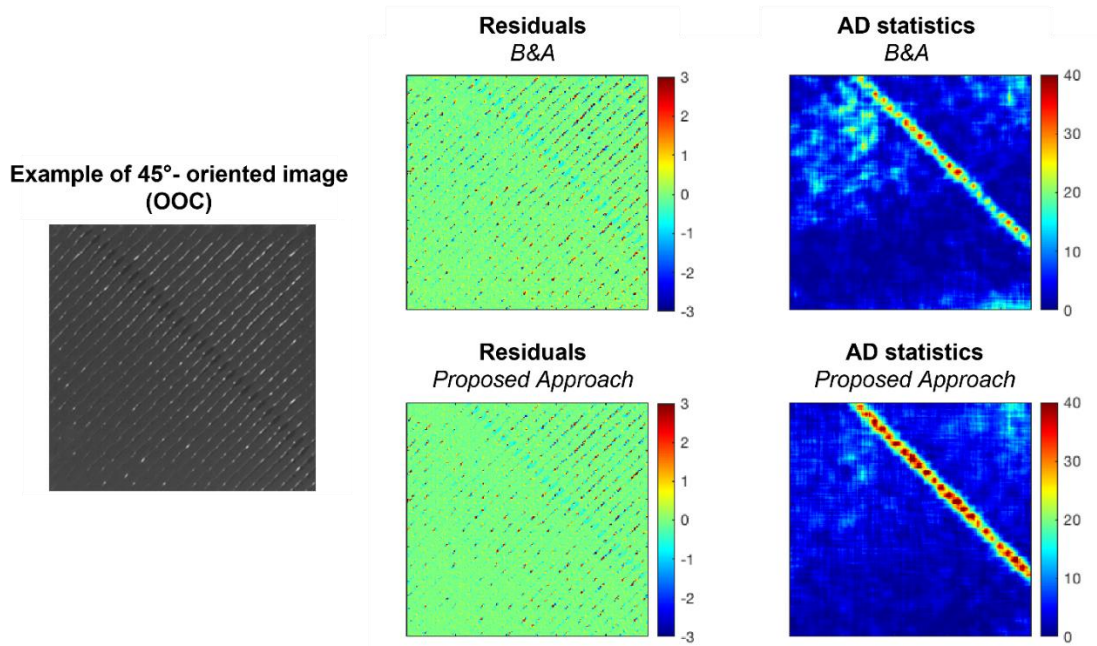 Example of 45°- oriented image
(OOC)
Residuals
B&A
3
2
1
0
-1
-2
-3
AD statistics
B&A
40
30
20
10
0
Residuals
Proposed Approach
3
2
1
0
-1
-2
-3
AD statistics
Proposed Approach
40
30
20
10
0